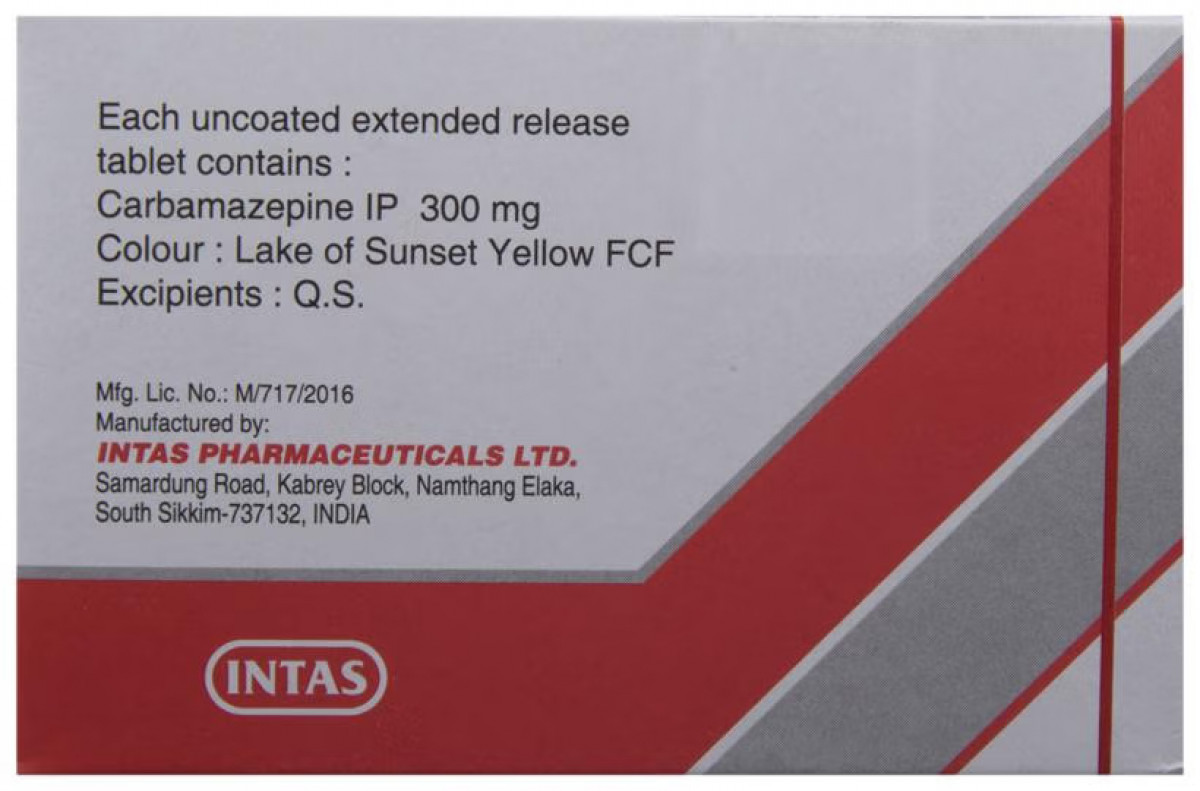 Each uncoated extended release
tablet contains :
Carbamazepine IP 300 mg
Colour : Lake of Sunset Yellow FCF
Excipients : Q.S.
Mfg. Lic. No.: M/717/2016
Manufactured by:
INTAS PHARMACEUTICALS LTD.
Samardung Road, Kabrey Block, Namthang Elaka,
South Sikkim-737132, INDIA
INTAS